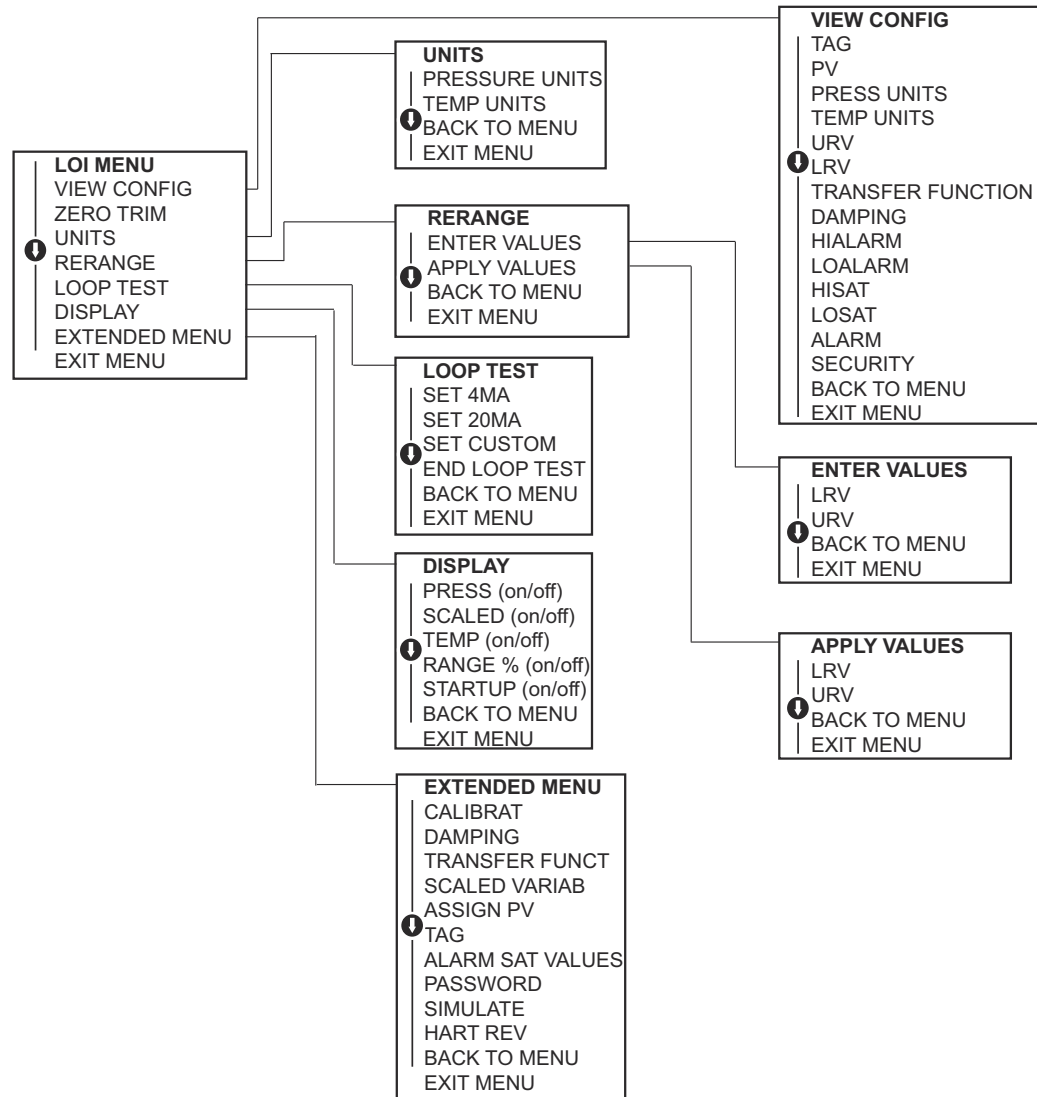 LOI MENU
VIEW CONFIG
ZERO TRIM
UNITS
RERANGE
LOOP TEST
DISPLAY
EXTENDED MENU
EXIT MENU
UNITS
PRESSURE UNITS
TEMP UNITS
BACK TO MENU
EXIT MENU
RERANGE
ENTER VALUES
APPLY VALUES
BACK TO MENU
EXIT MENU
LOOP TEST
SET 4MA
SET 20MA
SET CUSTOM
END LOOP TEST
BACK TO MENU
EXIT MENU
DISPLAY
PRESS (on/off)
SCALED (on/off)
TEMP (on/off)
RANGE % (on/off)
STARTUP (on/off)
BACK TO MENU
EXIT MENU
EXTENDED MENU
CALIBRAT
DAMPING
TRANSFER FUNCT
SCALED VARIAB
ASSIGN PV
TAG
ALARM SAT VALUES
PASSWORD
SIMULATE
HART REV
BACK TO MENU
EXIT MENU
VIEW CONFIG
TAG
PV
PRESS UNITS
TEMP UNITS
URV
LRV
TRANSFER FUNCTION
DAMPING
HIALARM
LOALARM
HISAT
LOSAT
ALARM
SECURITY
BACK TO MENU
EXIT MENU
ENTER VALUES
LRV
URV
BACK TO MENU
EXIT MENU
APPLY VALUES
LRV
URV
BACK TO MENU
EXIT MENU